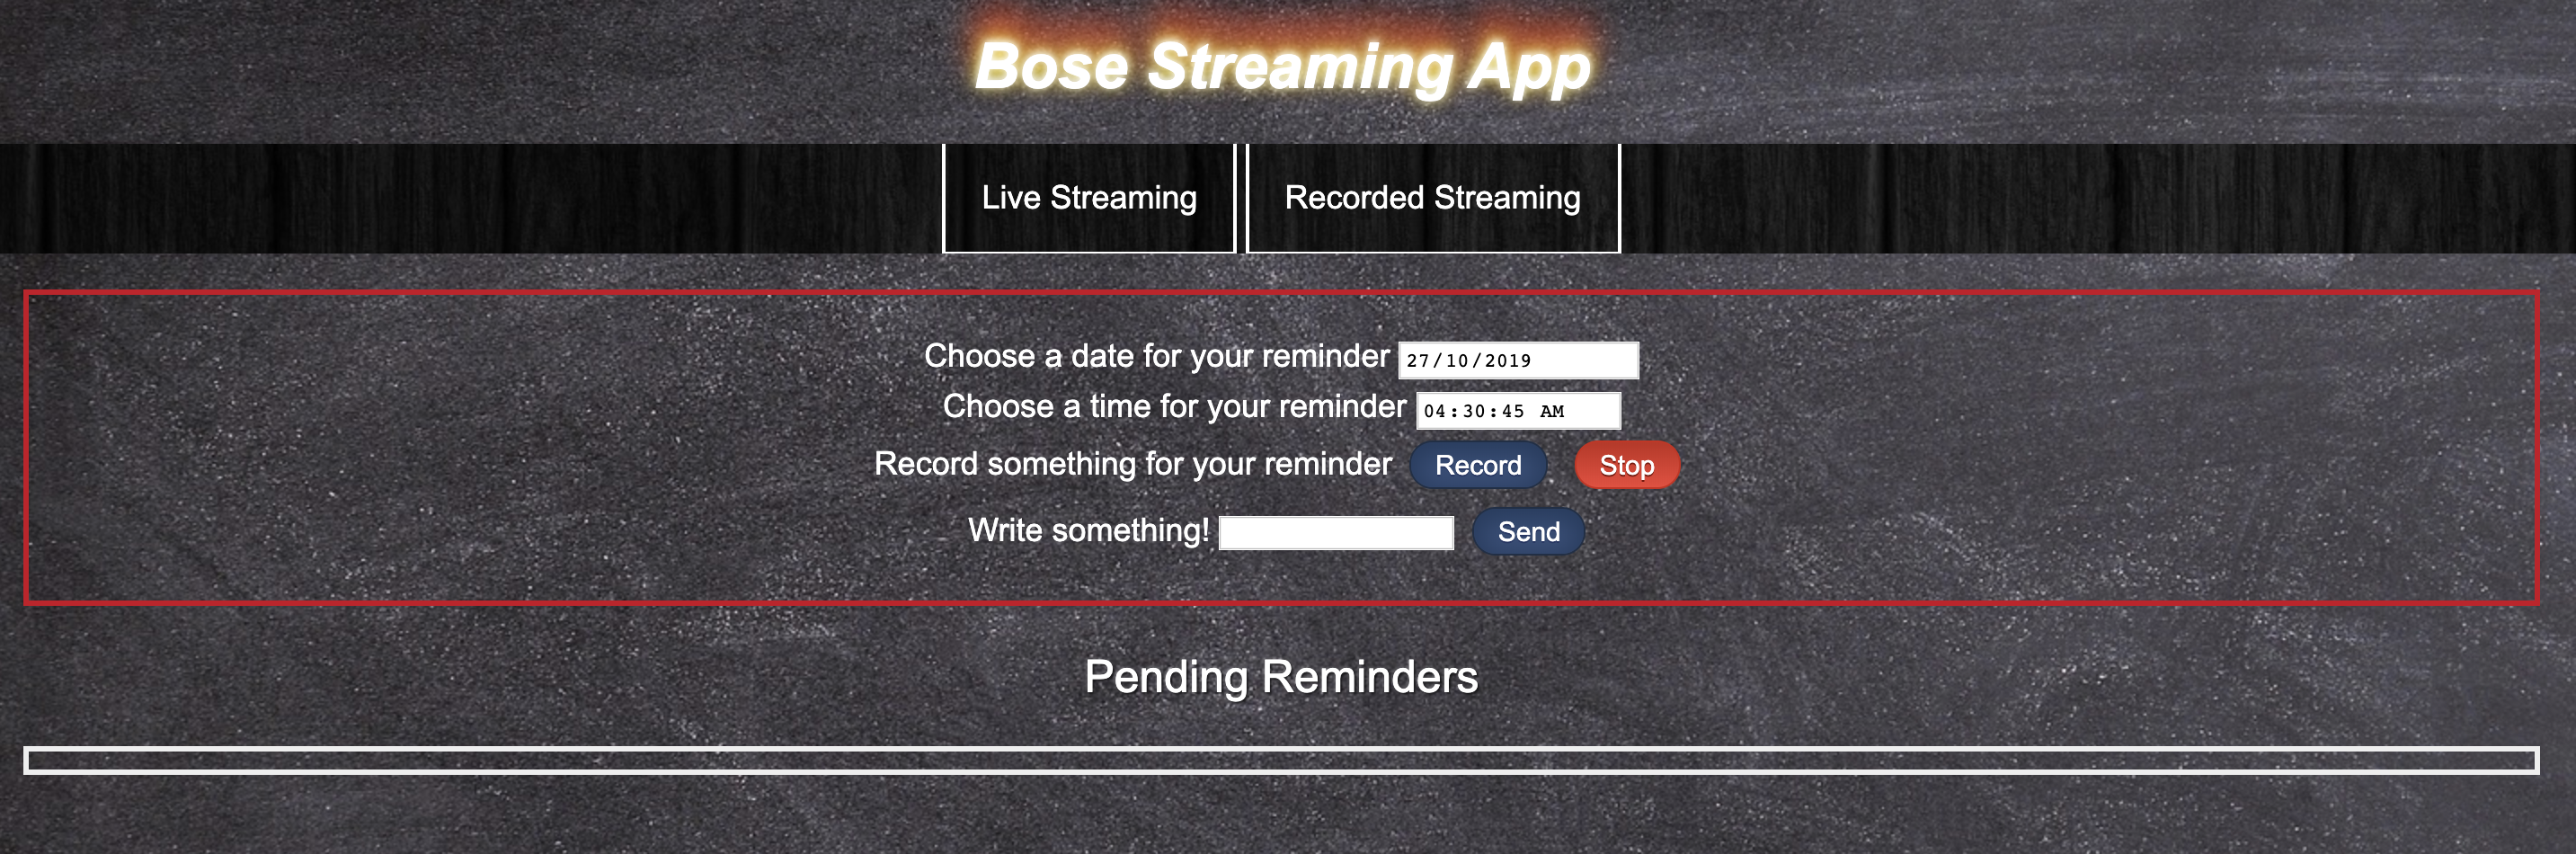 Bose Streaming App
Live Streaming Recorded Streaming
Choose a date for your reminder 27/10/2019
Choose a time for your reminder 04:30:45 AM
Record something for your reminder Record Stop
Write something! Send
Pending Reminders